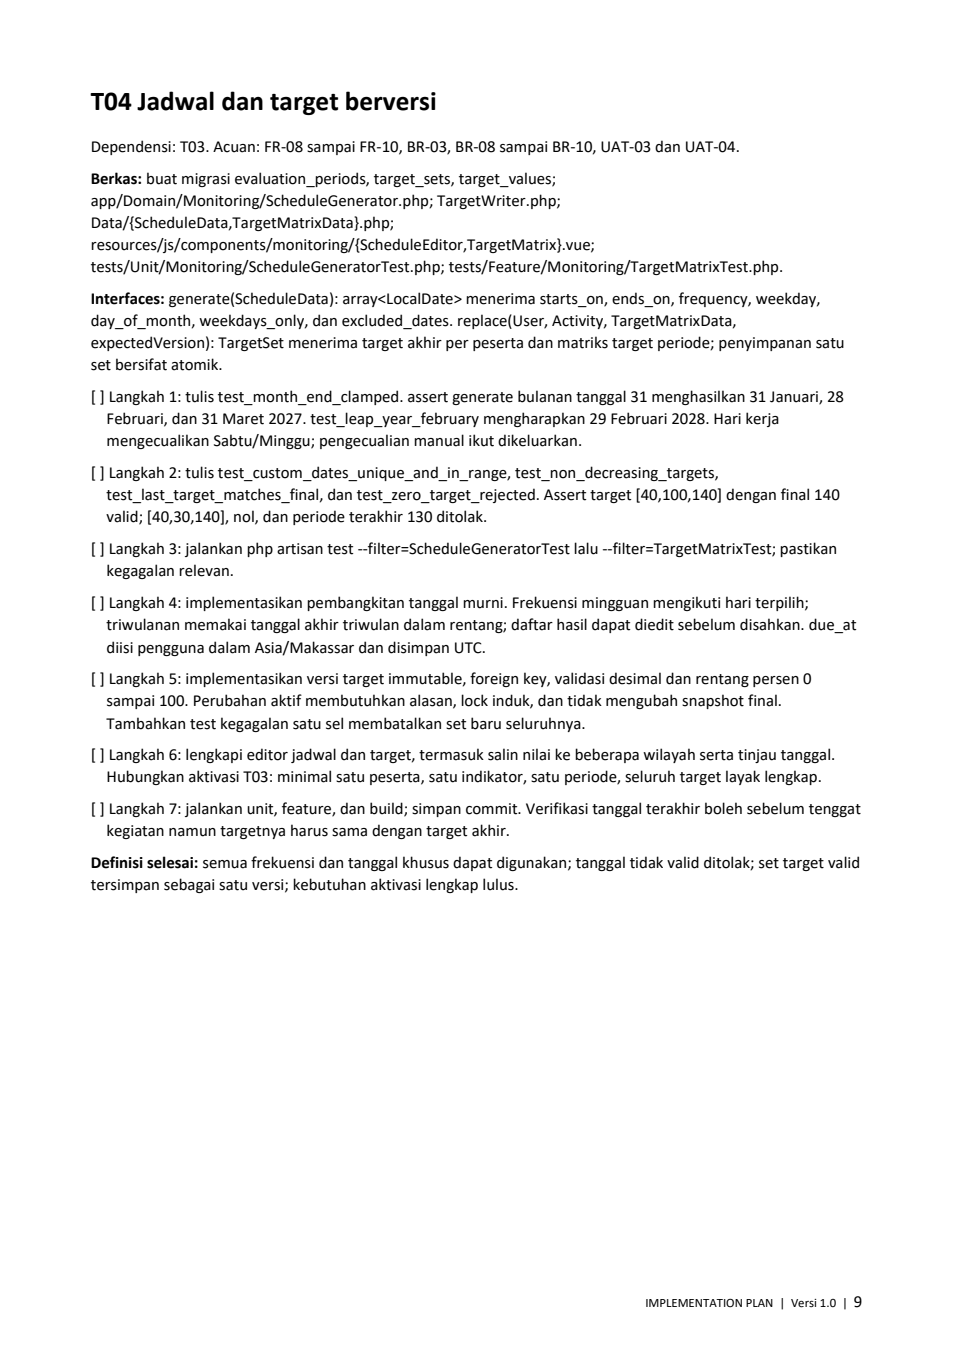 T04 Jadwal dan target berversi
Dependensi: T03. Acuan: FR-08 sampai FR-10, BR-03, BR-08 sampai BR-10, UAT-03 dan UAT-04.
Berkas: buat migrasi evaluation_periods, target_sets, target_values;
app/Domain/Monitoring/ScheduleGenerator.php; TargetWriter.php;
Data/{ScheduleData,TargetMatrixData}.php;
resources/js/components/monitoring/{ScheduleEditor,TargetMatrix}.vue;
tests/Unit/Monitoring/ScheduleGeneratorTest.php; tests/Feature/Monitoring/TargetMatrixTest.php.
Interfaces: generate(ScheduleData): array<LocalDate> menerima starts_on, ends_on, frequency, weekday,
day_of_month, weekdays_only, dan excluded_dates. replace(User, Activity, TargetMatrixData,
expectedVersion): TargetSet menerima target akhir per peserta dan matriks target periode; penyimpanan satu
set bersifat atomik.
[ ] Langkah 1: tulis test_month_end_clamped. assert generate bulanan tanggal 31 menghasilkan 31 Januari, 28
Februari, dan 31 Maret 2027. test_leap_year_february mengharapkan 29 Februari 2028. Hari kerja
mengecualikan Sabtu/Minggu; pengecualian manual ikut dikeluarkan.
[ ] Langkah 2: tulis test_custom_dates_unique_and_in_range, test_non_decreasing_targets,
test_last_target_matches_final, dan test_zero_target_rejected. Assert target [40,100,140] dengan final 140
valid; [40,30,140], nol, dan periode terakhir 130 ditolak.
[ ] Langkah 3: jalankan php artisan test --filter=ScheduleGeneratorTest lalu --filter=TargetMatrixTest; pastikan
kegagalan relevan.
[ ] Langkah 4: implementasikan pembangkitan tanggal murni. Frekuensi mingguan mengikuti hari terpilih;
triwulanan memakai tanggal akhir triwulan dalam rentang; daftar hasil dapat diedit sebelum disahkan. due_at
diisi pengguna dalam Asia/Makassar dan disimpan UTC.
[ ] Langkah 5: implementasikan versi target immutable, foreign key, validasi desimal dan rentang persen 0
sampai 100. Perubahan aktif membutuhkan alasan, lock induk, dan tidak mengubah snapshot final.
Tambahkan test kegagalan satu sel membatalkan set baru seluruhnya.
[ ] Langkah 6: lengkapi editor jadwal dan target, termasuk salin nilai ke beberapa wilayah serta tinjau tanggal.
Hubungkan aktivasi T03: minimal satu peserta, satu indikator, satu periode, seluruh target layak lengkap.
[ ] Langkah 7: jalankan unit, feature, dan build; simpan commit. Verifikasi tanggal terakhir boleh sebelum tenggat
kegiatan namun targetnya harus sama dengan target akhir.
Definisi selesai: semua frekuensi dan tanggal khusus dapat digunakan; tanggal tidak valid ditolak; set target valid
tersimpan sebagai satu versi; kebutuhan aktivasi lengkap lulus.
IMPLEMENTATION PLAN | Versi 1.0 | 9